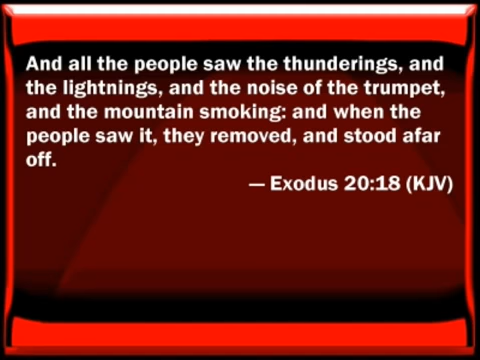 And all the people saw the thunderings, and
the lightnings, and the noise of the trumpet,
and the mountain smoking: and when the
people saw it, they removed, and stood afar
off.
— Exodus 20:18 (KJV)